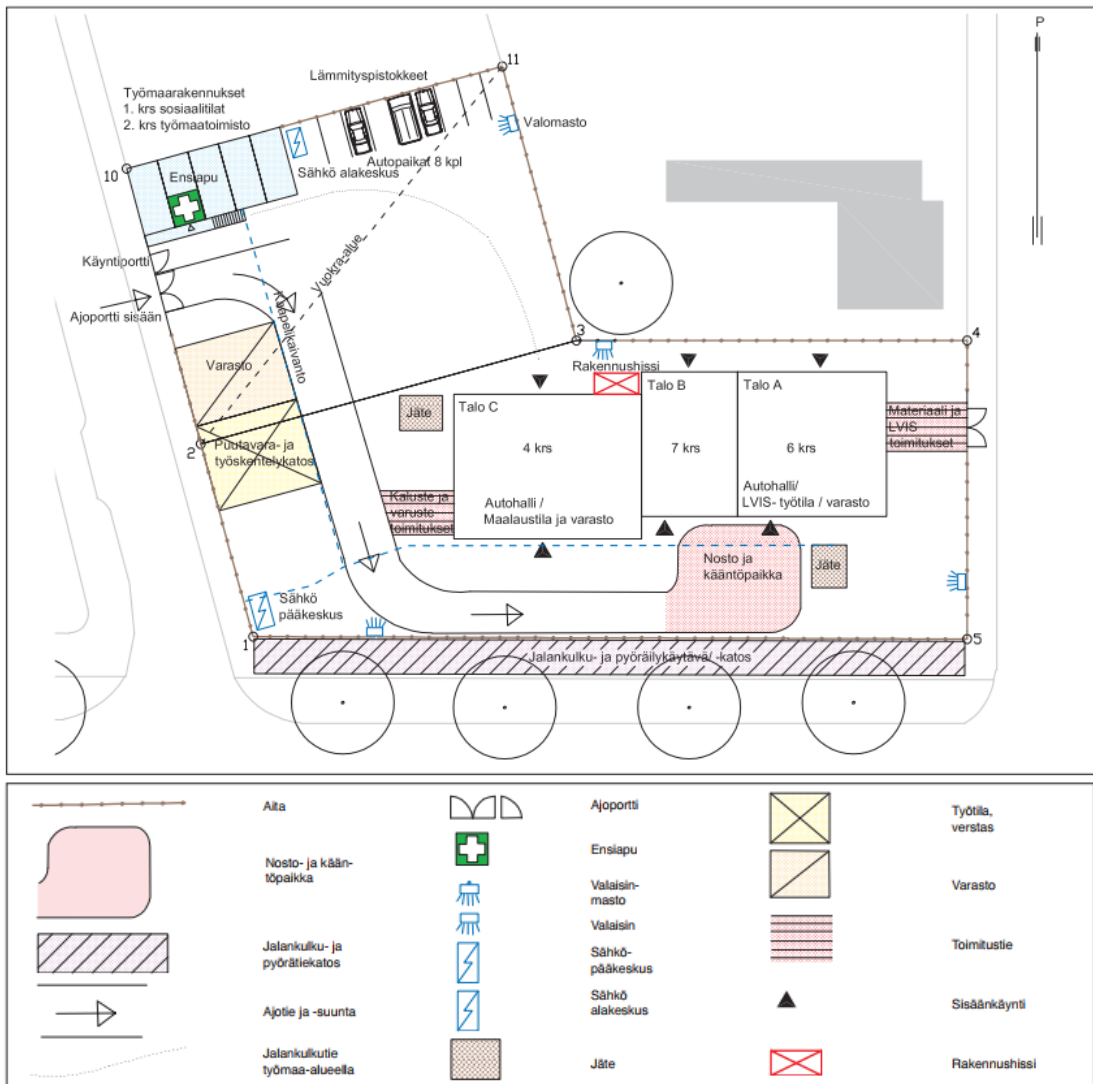 P
11
Lämmityspistokkeet
Työmaarakennukset
1. krs sosiaalitilat
2. krs työmaatoimisto
Valomasto
Autopaikat 8 kpl
Sähkö alakeskus
10
Ensiapu
Käyntiportti
Vuokra-alue
Ajoportti sisään
Kaapelikaivanto
3
4
Varasto
Rakennushissi
Talo C
Talo B
Talo A
Jäte
Materiaali ja
LVIS
toimitukset
2
Puutavara- ja
työskentelykatos
4 krs
7 krs
6 krs
Autohalli/
LVIS- työtila / varasto
Kaluste ja
varuste
toimitukset
Autohalli /
Maalaustila ja varasto
Nosto ja
kääntöpaikka
Jäte
Sähkö
pääkeskus
1
5
Jalankulku- ja pyöräilykäytävä/ -katos
Aita
Nosto- ja kään-
töpaikka
Jalankulku- ja
pyörätiekatos
Ajotie ja -suunta
Jalankulkutie
työmaa-alueella
Ajoportti
Ensiapu
Valaisin-
masto
Valaisin
Sähkö-
pääkeskus
Sähkö
alakeskus
Jäte
Työtila,
verstas
Varasto
Toimitustie
Sisäänkäynti
Rakennushissi